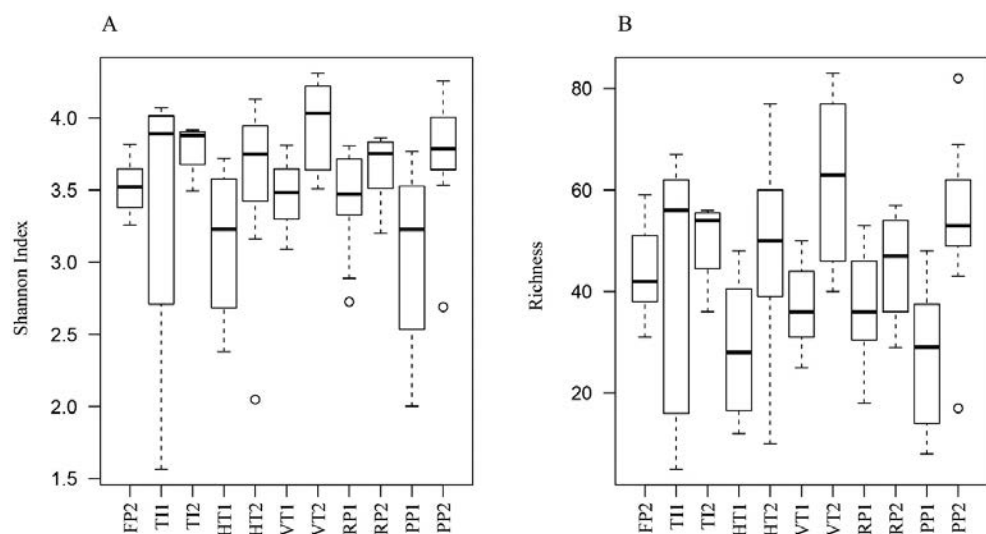 A
B
Shannon Index
4.0
3.5
3.0
2.5
2.0
1.5
FP2
TI1
TI2
HT1
HT2
VT1
VT2
RP1
RP2
PP1
PP2
Richness
80
60
40
20
FP2
TI1
TI2
HT1
HT2
VT1
VT2
RP1
RP2
PP1
PP2